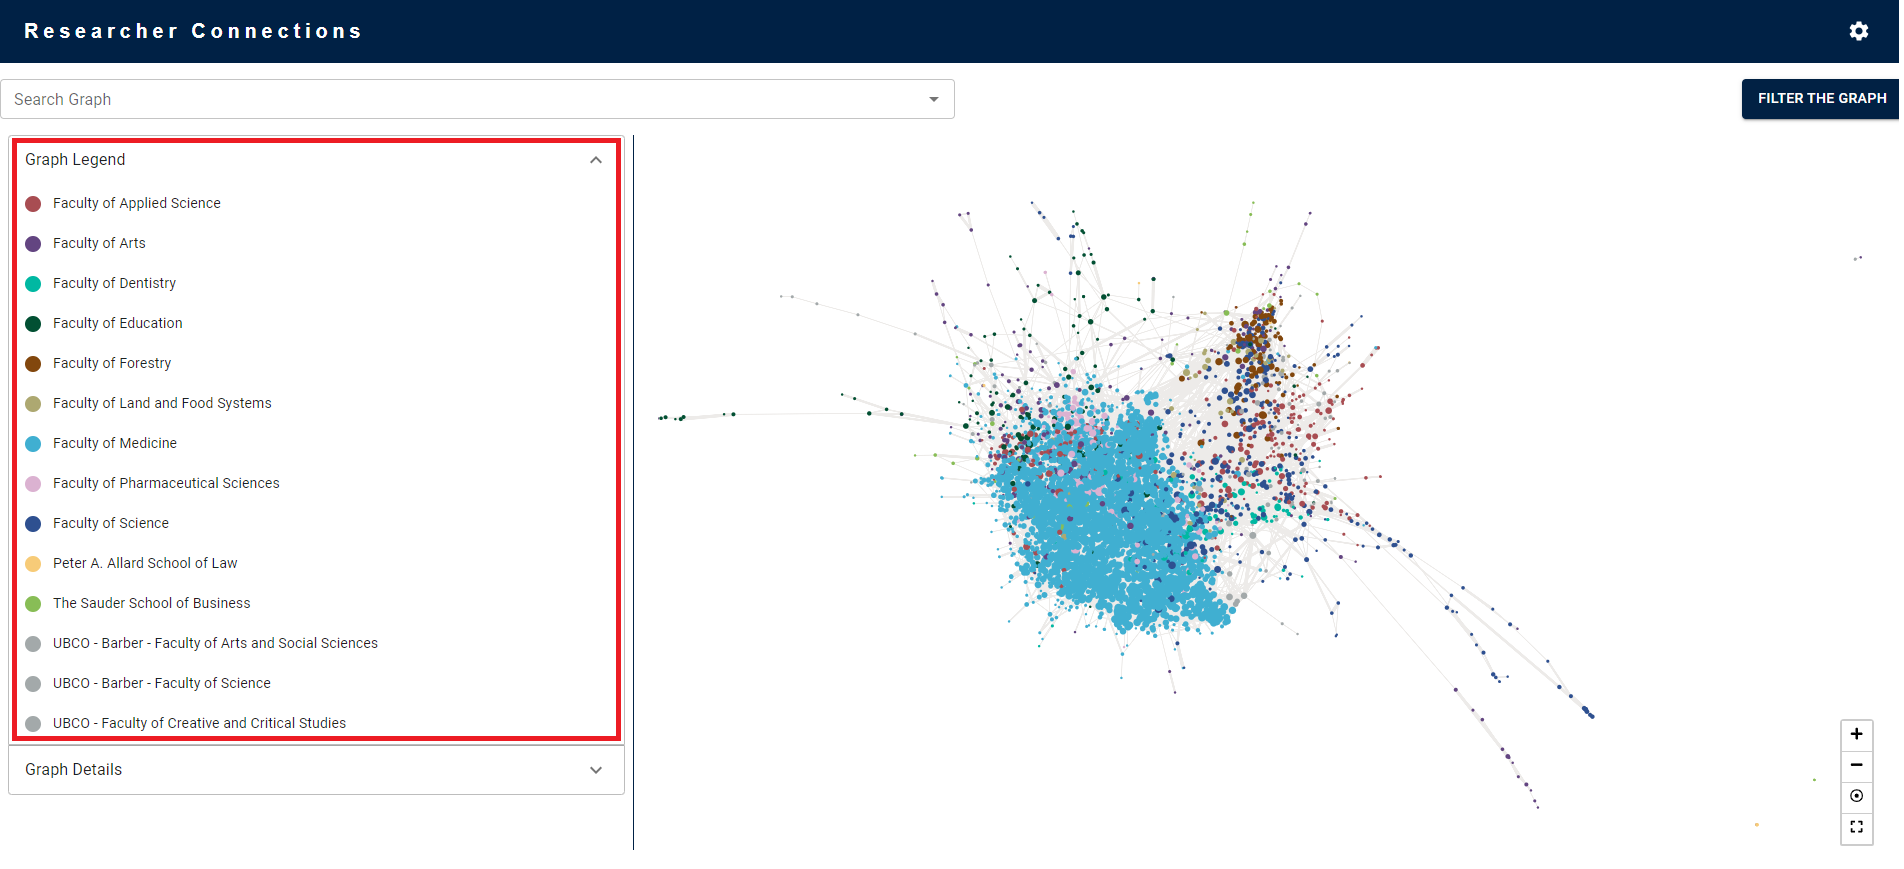 Researcher Connections
Search Graph
FILTER THE GRAPH
Graph Legend
Faculty of Applied Science
Faculty of Arts
Faculty of Dentistry
Faculty of Education
Faculty of Forestry
Faculty of Land and Food Systems
Faculty of Medicine
Faculty of Pharmaceutical Sciences
Faculty of Science
Peter A. Allard School of Law
The Sauder School of Business
UBCO - Barber - Faculty of Arts and Social Sciences
UBCO - Barber - Faculty of Science
UBCO - Faculty of Creative and Critical Studies
Graph Details